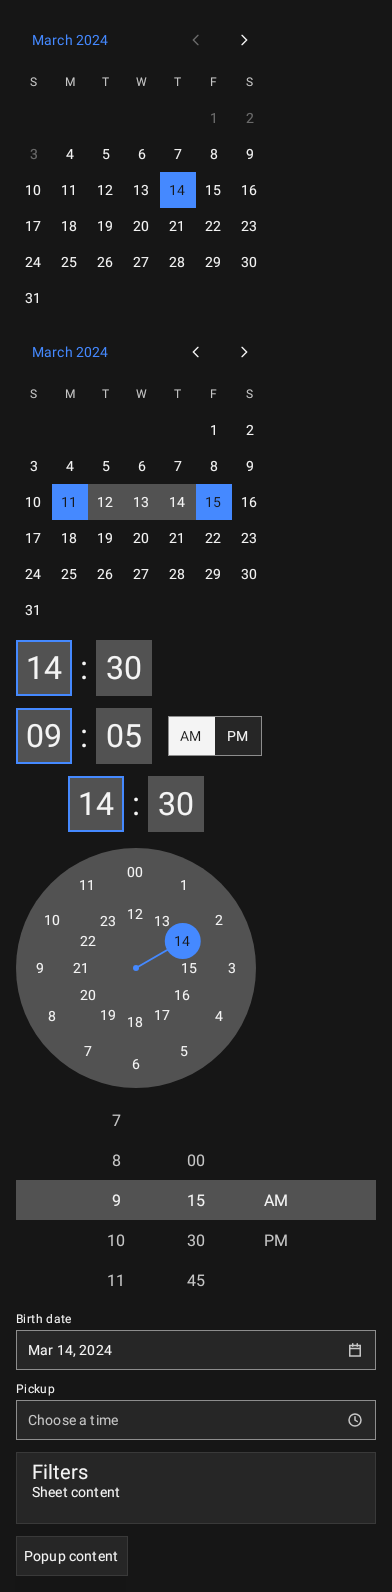 March 2024
S M T W T F S
1 2
3 4 5 6 7 8 9
10 11 12 13 14 15 16
17 18 19 20 21 22 23
24 25 26 27 28 29 30
31
March 2024
S M T W T F S
1 2
3 4 5 6 7 8 9
10 11 12 13 14 15 16
17 18 19 20 21 22 23
24 25 26 27 28 29 30
31
14 : 30
09 : 05 AM PM
14 : 30
00
11 1
12
10 23 13 2
22 14
9 21 15 3
20 16
8 19 17 4
18
7 5
6
7
8 00
9 15 AM
10 30 PM
11 45
Birth date
Mar 14, 2024
Pickup
Choose a time
Filters
Sheet content
Popup content